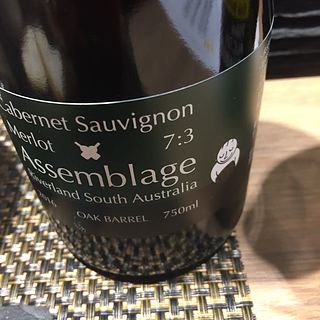 Cabernet Sauvignon
Merlot 7:3
Assemblage
Riverland South Australia
OAK BARREL 750ml